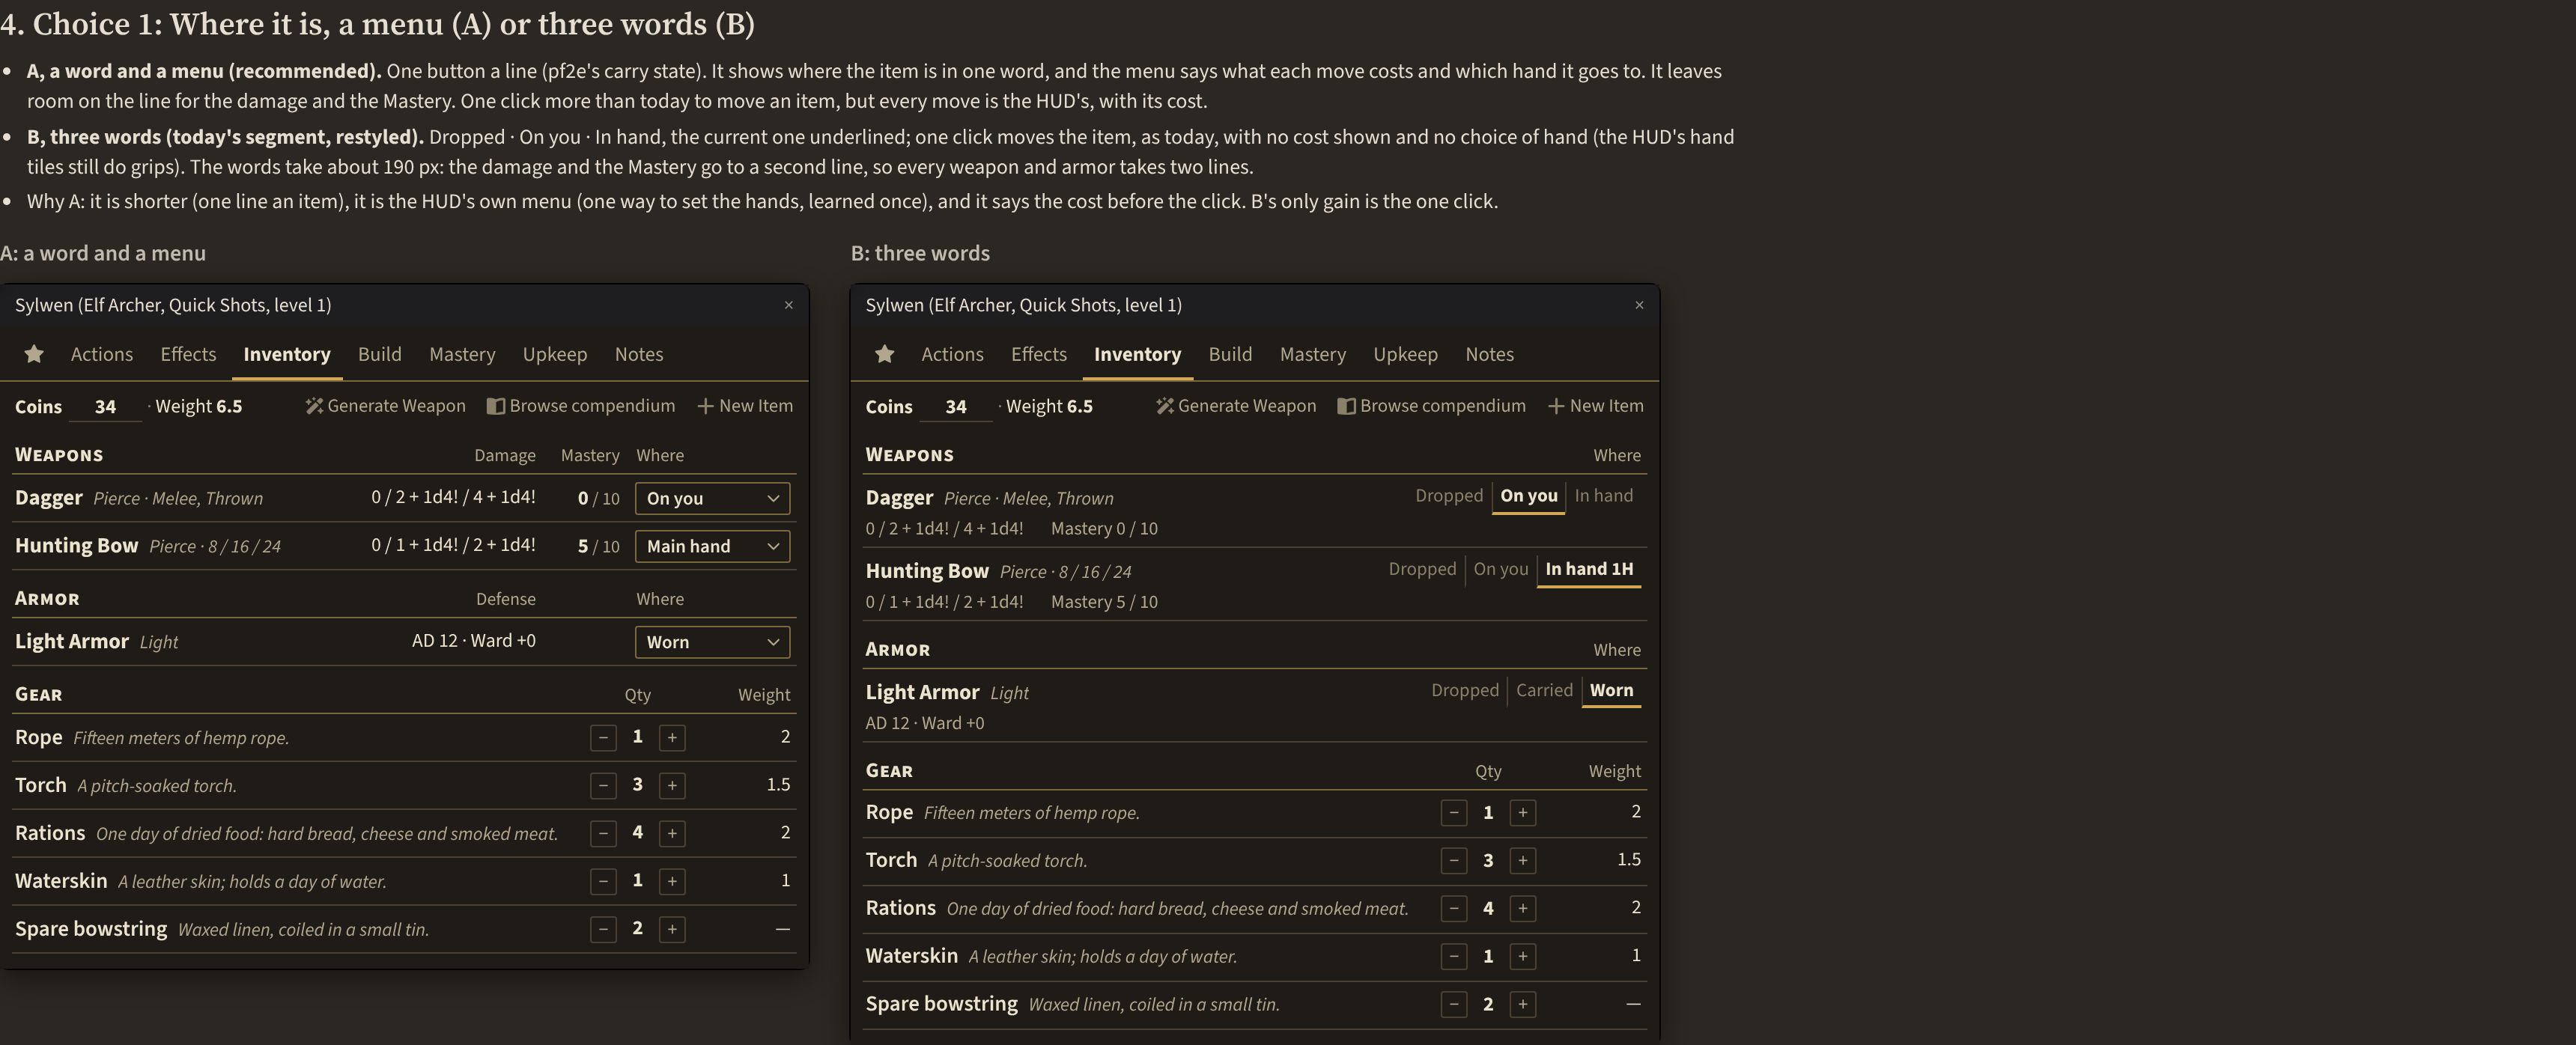 4. Choice 1: Where it is, a menu (A) or three words (B)
• A, a word and a menu (recommended). One button a line (pf2e's carry state). It shows where the item is in one word, and the menu says what each move costs and which hand it goes to. It leaves
room on the line for the damage and the Mastery. One click more than today to move an item, but every move is the HUD's, with its cost.
• B, three words (today's segment, restyled). Dropped · On you · In hand, the current one underlined; one click moves the item, as today, with no cost shown and no choice of hand (the HUD's hand
tiles still do grips). The words take about 190 px: the damage and the Mastery go to a second line, so every weapon and armor takes two lines.
• Why A: it is shorter (one line an item), it is the HUD's own menu (one way to set the hands, learned once), and it says the cost before the click. B's only gain is the one click.
A: a word and a menu
Sylwen (Elf Archer, Quick Shots, level 1) ×
★ Actions Effects Inventory Build Mastery Upkeep Notes
Coins 34 · Weight 6.5 Generate Weapon Browse compendium + New Item
WEAPONS Damage Mastery Where
Dagger Pierce · Melee, Thrown 0 / 2 + 1d4! / 4 + 1d4! 0 / 10 On you
Hunting Bow Pierce · 8 / 16 / 24 0 / 1 + 1d4! / 2 + 1d4! 5 / 10 Main hand
ARMOR Defense Where
Light Armor Light AD 12 · Ward +0 Worn
GEAR Qty Weight
Rope Fifteen meters of hemp rope. − 1 + 2
Torch A pitch-soaked torch. − 3 + 1.5
Rations One day of dried food: hard bread, cheese and smoked meat. − 4 + 2
Waterskin A leather skin; holds a day of water. − 1 + 1
Spare bowstring Waxed linen, coiled in a small tin. − 2 + —
B: three words
Sylwen (Elf Archer, Quick Shots, level 1) ×
★ Actions Effects Inventory Build Mastery Upkeep Notes
Coins 34 · Weight 6.5 Generate Weapon Browse compendium + New Item
WEAPONS Where
Dagger Pierce · Melee, Thrown Dropped On you In hand
0 / 2 + 1d4! / 4 + 1d4! Mastery 0 / 10
Hunting Bow Pierce · 8 / 16 / 24 Dropped On you In hand 1H
0 / 1 + 1d4! / 2 + 1d4! Mastery 5 / 10
ARMOR Where
Light Armor Light Dropped Carried Worn
AD 12 · Ward +0
GEAR Qty Weight
Rope Fifteen meters of hemp rope. − 1 + 2
Torch A pitch-soaked torch. − 3 + 1.5
Rations One day of dried food: hard bread, cheese and smoked meat. − 4 + 2
Waterskin A leather skin; holds a day of water. − 1 + 1
Spare bowstring Waxed linen, coiled in a small tin. − 2 + —